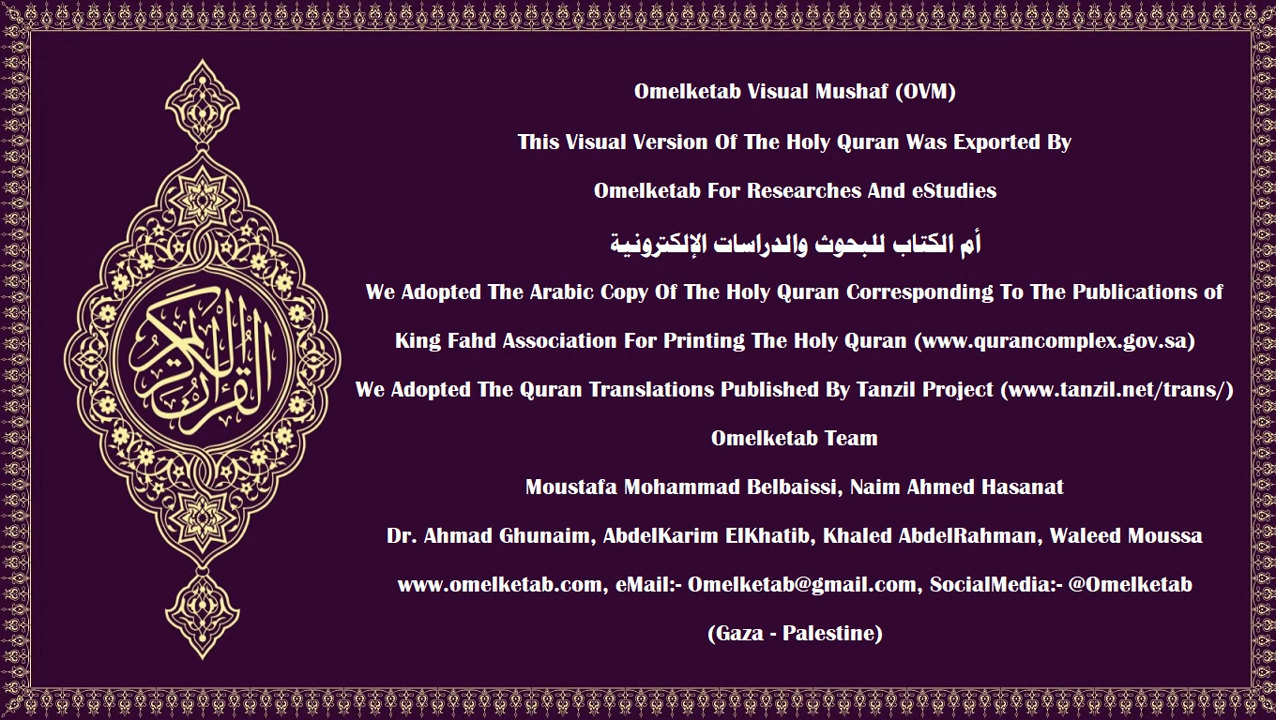 القرآن الكريم
Omelketab Visual Mushaf (OVM)
This Visual Version Of The Holy Quran Was Exported By
Omelketab For Researches And eStudies
أم الكتاب للبحوث والدراسات الإلكترونية
We Adopted The Arabic Copy Of The Holy Quran Corresponding To The Publications of
King Fahd Association For Printing The Holy Quran (www.qurancomplex.gov.sa)
We Adopted The Quran Translations Published By Tanzil Project (www.tanzil.net/trans/)
Omelketab Team
Moustafa Mohammad Belbaissi, Naim Ahmed Hasanat
Dr. Ahmad Ghunaim, AbdelKarim ElKhatib, Khaled AbdelRahman, Waleed Moussa
www.omelketab.com, eMail:- Omelketab@gmail.com, SocialMedia:- @Omelketab
(Gaza - Palestine)